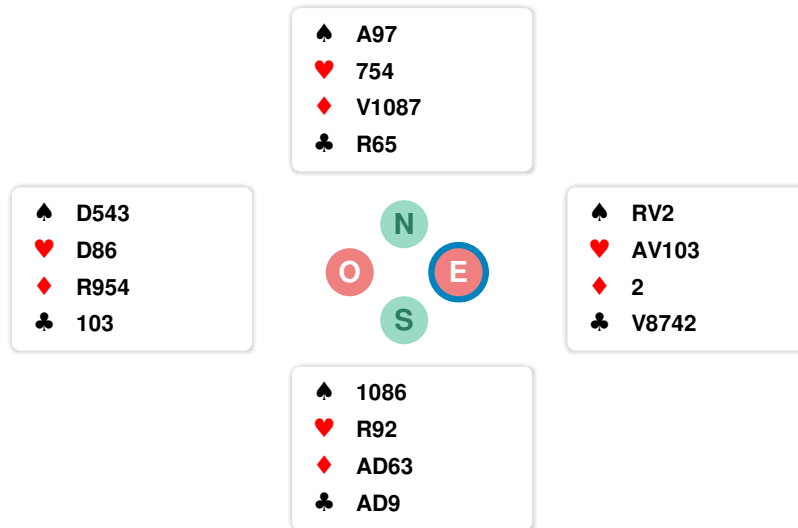 ♠ A97
♥ 754
♦ V1087
♣ R65
♠ D543
♥ D86
♦ R954
♣ 103
N
O
E
S
♠ RV2
♥ AV103
♦ 2
♣ V8742
♠ 1086
♥ R92
♦ AD63
♣ AD9